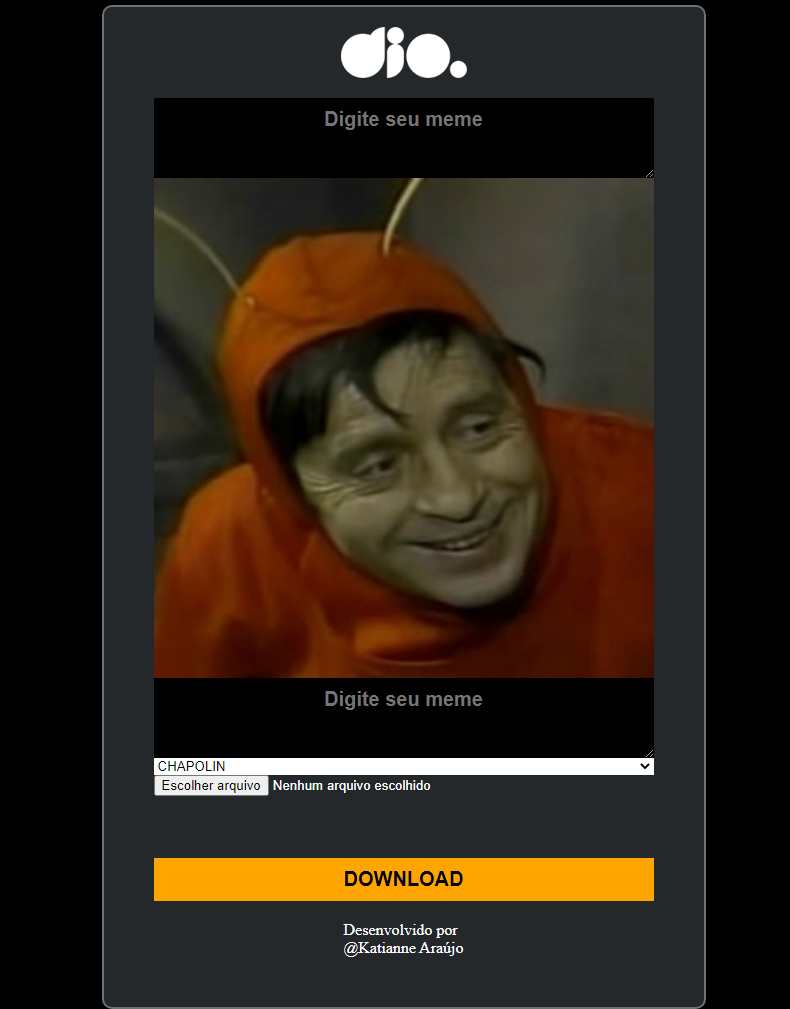 dio.
Digite seu meme
Digite seu meme
CHAPOLIN
Escolher arquivo Nenhum arquivo escolhido
DOWNLOAD
Desenvolvido por
@Katianne Araújo